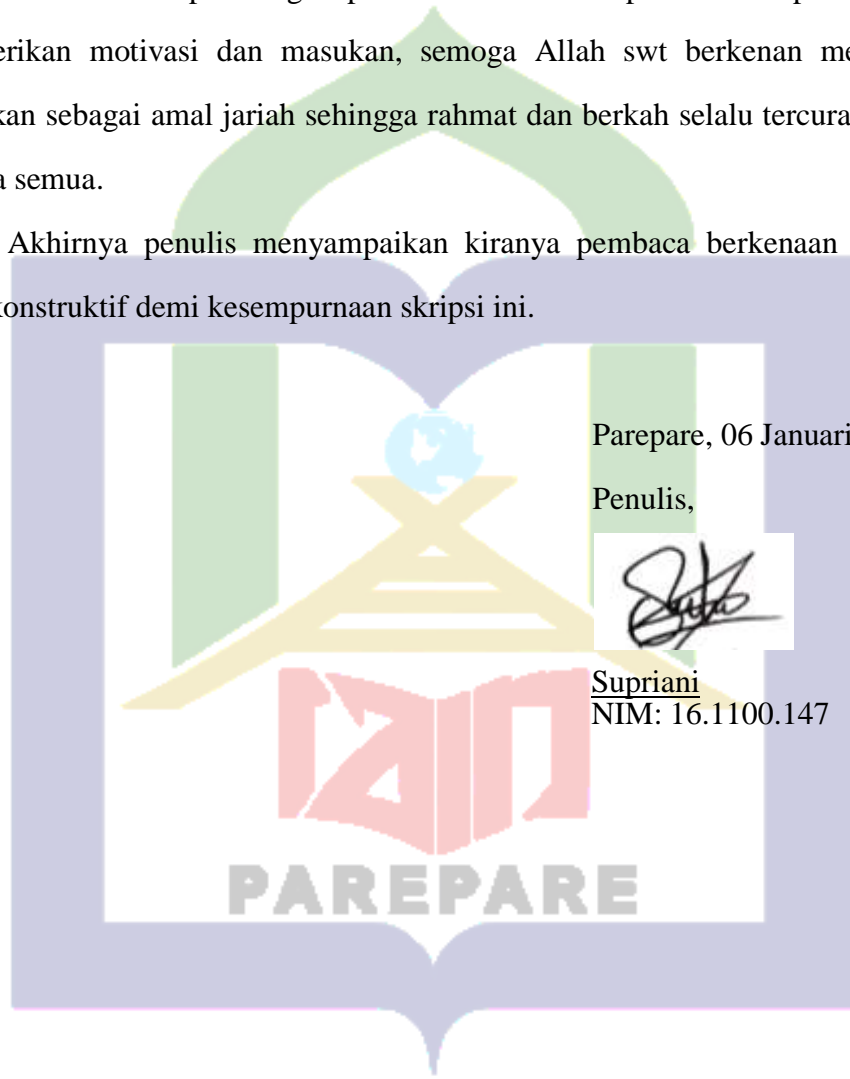 erikan motivasi dan masukan, semoga Allah swt berkenan me
kan sebagai amal jariah sehingga rahmat dan berkah selalu tercura
a semua.
Akhirnya penulis menyampaikan kiranya pembaca berkenaan
konstruktif demi kesempurnaan skripsi ini.
Parepare, 06 Januari
Penulis,
Supriani
NIM: 16.1100.147
iain
PAREPARE